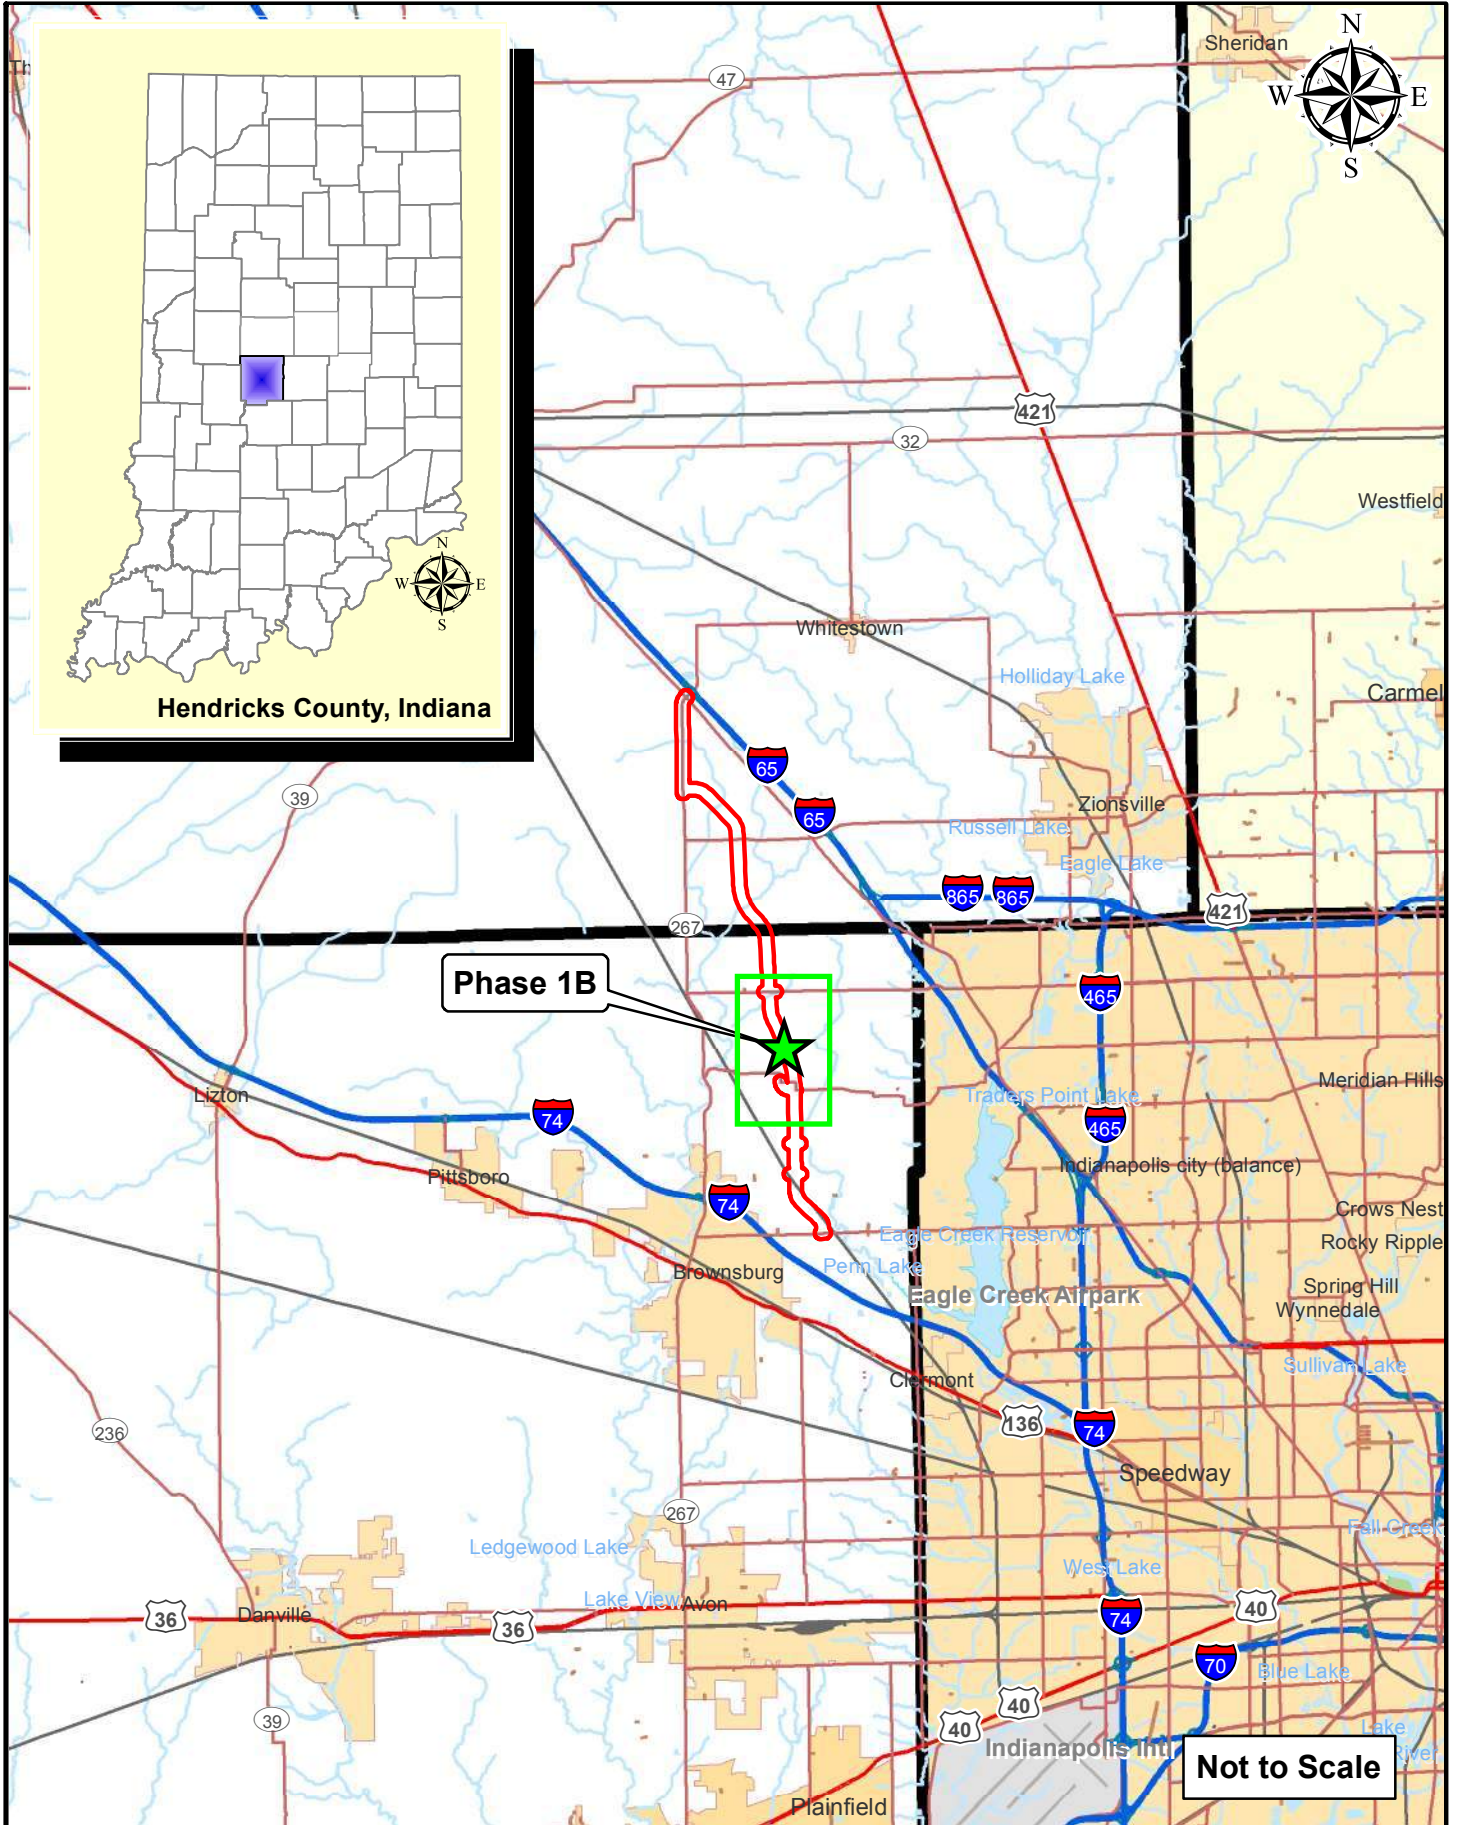 Sheridan
N
W
E
S
47
N
W
E
S
Hendricks County, Indiana
421
32
Westfield
Whitestown
Holliday Lake
Carmel
65
39
65
Zionsville
Russell Lake
Eagle Lake
865
865
421
267
Phase 1B
465
Meridian Hills
Lizton
Traders Point Lake
74
465
Indianapolis city (balance)
Pittsboro
74
Crows Nest
Eagle Creek Reservoir
Rocky Ripple
Penn Lake
Brownsburg
Eagle Creek Airpark
Spring Hill
Wynnedale
Sullivan Lake
Clermont
136
74
236
Speedway
267
Fall Creek
Ledgewood Lake
West Lake
Lake View
Avon
36
Danville
36
74
40
70
Blue Lake
40
39
40
Lake
River
Indianapolis Intl
Not to Scale
Plainfield